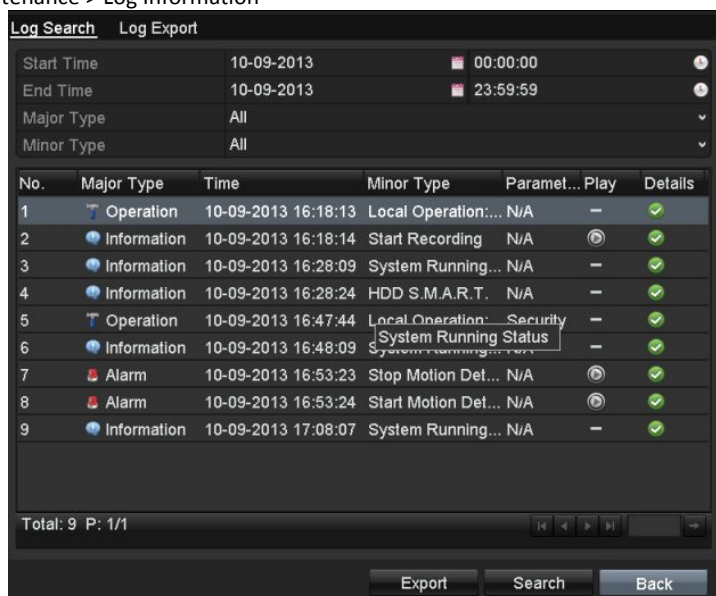 tenance > Log Information
Log Search Log Export
Start Time 10-09-2013 00:00:00
End Time 10-09-2013 23:59:59
Major Type All
Minor Type All
No. Major Type Time Minor Type Paramet... Play Details
1 Operation 10-09-2013 16:18:13 Local Operation:... N/A –
2 Information 10-09-2013 16:18:14 Start Recording N/A
3 Information 10-09-2013 16:28:09 System Running... N/A –
4 Information 10-09-2013 16:28:24 HDD S.M.A.R.T. N/A –
5 Operation 10-09-2013 16:47:44 Local Operation: Security –
System Running Status
6 Information 10-09-2013 16:48:09 System Running... N/A –
7 Alarm 10-09-2013 16:53:23 Stop Motion Det... N/A
8 Alarm 10-09-2013 16:53:24 Start Motion Det... N/A
9 Information 10-09-2013 17:08:07 System Running... N/A –
Total: 9 P: 1/1
Export Search Back